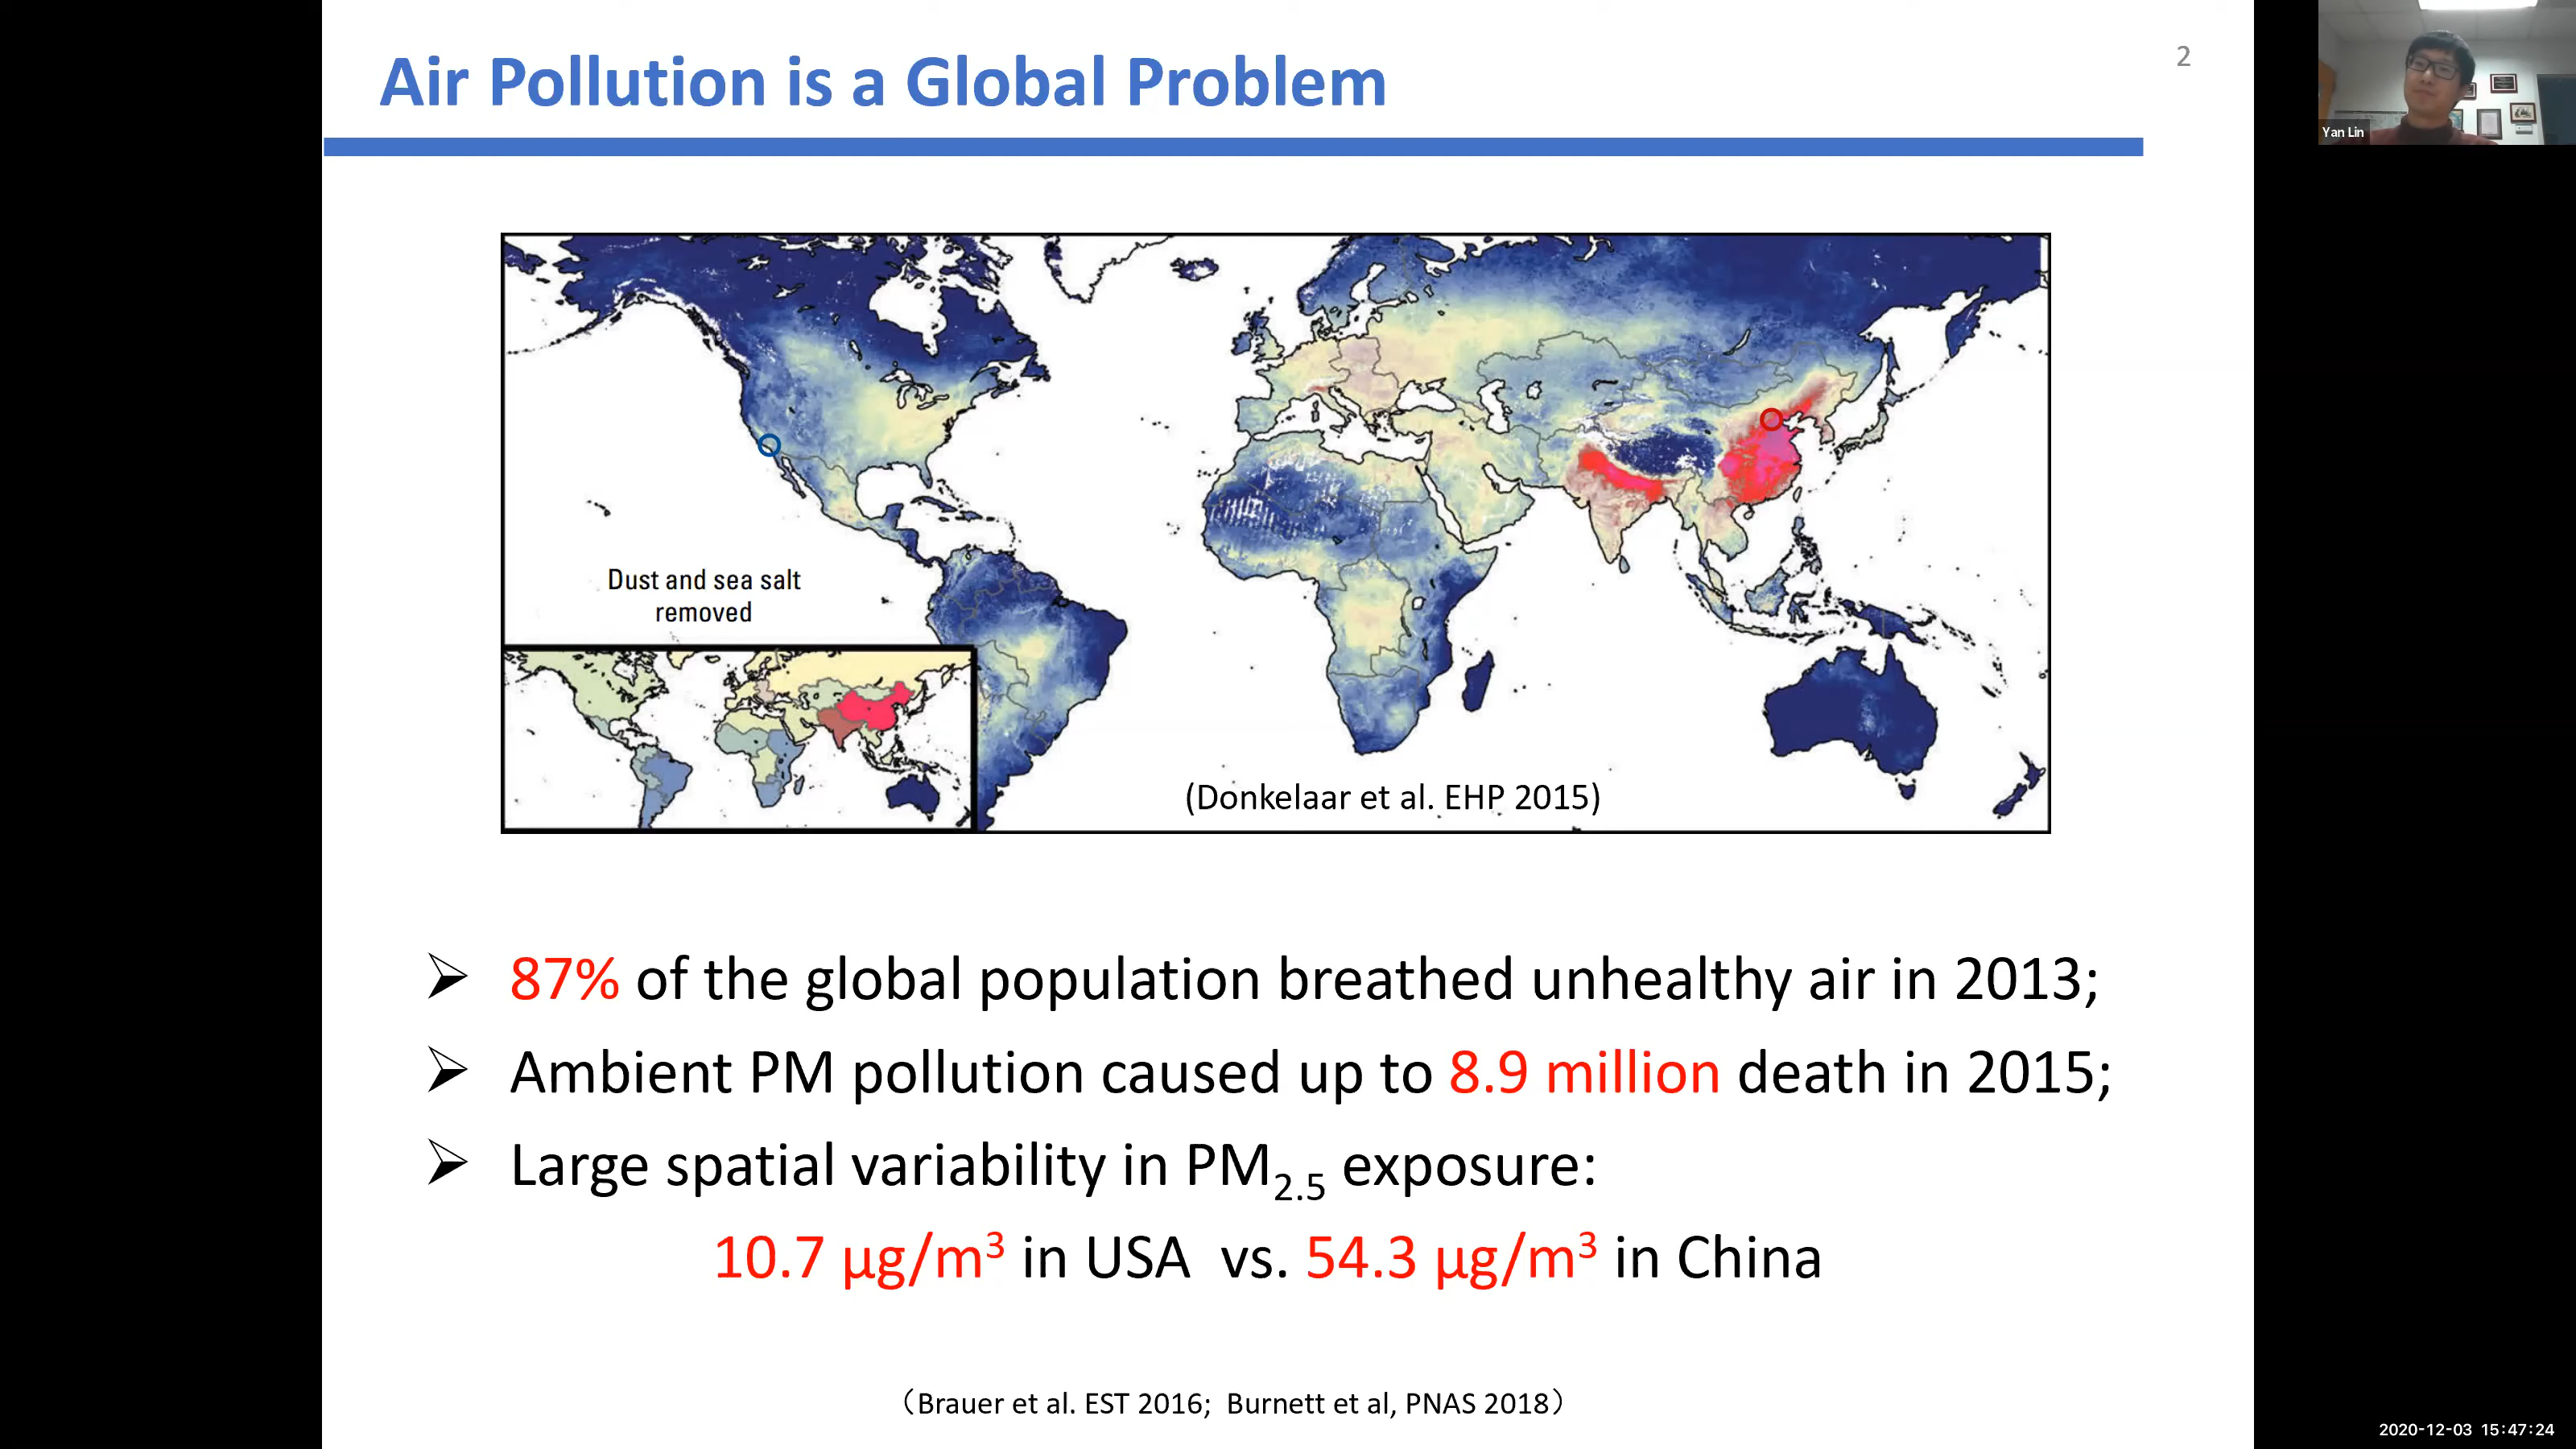 Air Pollution is a Global Problem
2
Yan Lin
Dust and sea salt
removed
(Donkelaar et al. EHP 2015)
➢ 87% of the global population breathed unhealthy air in 2013;
➢ Ambient PM pollution caused up to 8.9 million death in 2015;
➢ Large spatial variability in PM2.5 exposure:
10.7 µg/m³ in USA vs. 54.3 µg/m³ in China
（Brauer et al. EST 2016; Burnett et al, PNAS 2018）
2020-12-03 15:47:24